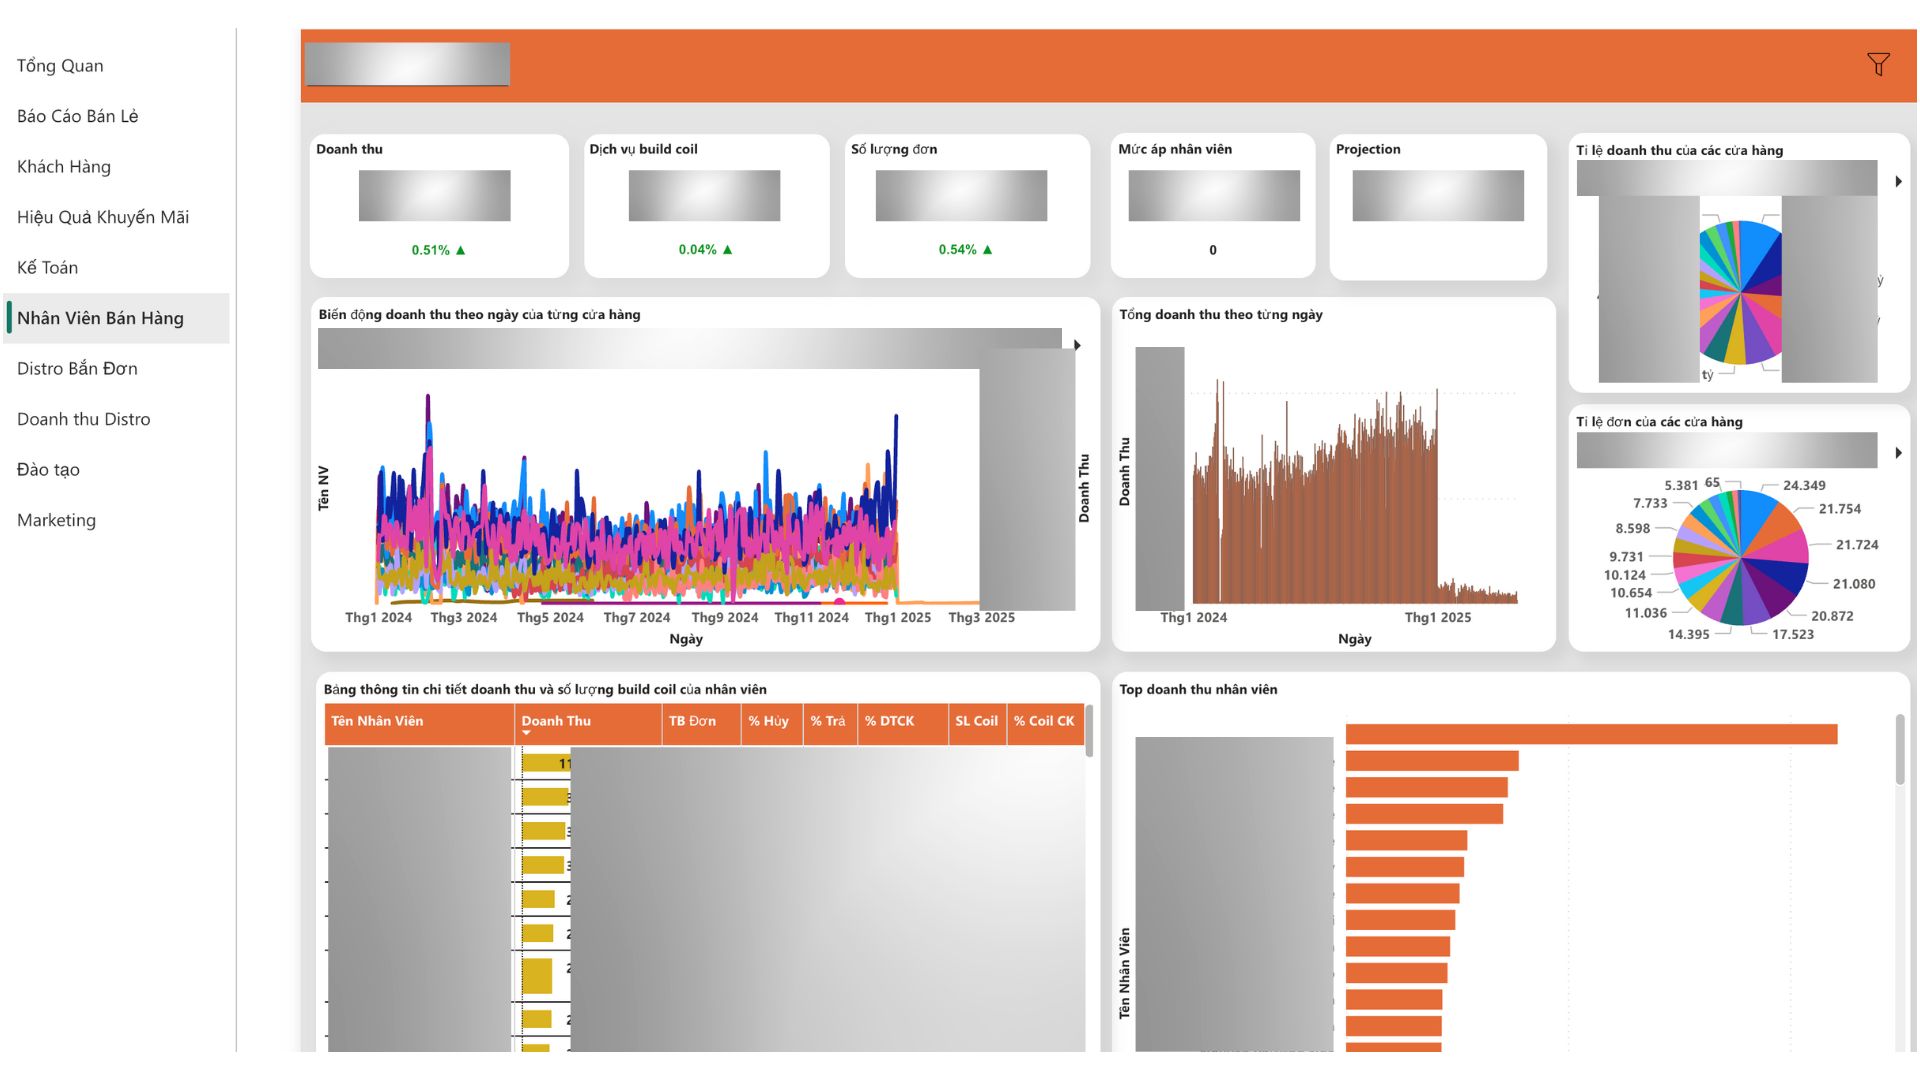 Tổng Quan
Báo Cáo Bán Lẻ
Khách Hàng
Hiệu Quả Khuyến Mãi
Kế Toán
Nhân Viên Bán Hàng
Distro Bắn Đơn
Doanh thu Distro
Đào tạo
Marketing
Doanh thu
0.51% ▲
Dịch vụ build coil
0.04% ▲
Số lượng đơn
0.54% ▲
Mức áp nhân viên
0
Projection
Tỉ lệ doanh thu của các cửa hàng
tỷ
Biến động doanh thu theo ngày của từng cửa hàng
Tên NV
Doanh Thu
Thg1 2024 Thg3 2024 Thg5 2024 Thg7 2024 Thg9 2024 Thg11 2024 Thg1 2025 Thg3 2025
Ngày
Tổng doanh thu theo từng ngày
Doanh Thu
Thg1 2024 Thg1 2025
Ngày
Tỉ lệ đơn của các cửa hàng
5.381 65 24.349
7.733 21.754
8.598
9.731 21.724
10.124
10.654 21.080
11.036 20.872
14.395 17.523
Bảng thông tin chi tiết doanh thu và số lượng build coil của nhân viên
Tên Nhân Viên Doanh Thu TB Đơn % Hủy % Trả % DTCK SL Coil % Coil CK
11
Top doanh thu nhân viên
Tên Nhân Viên